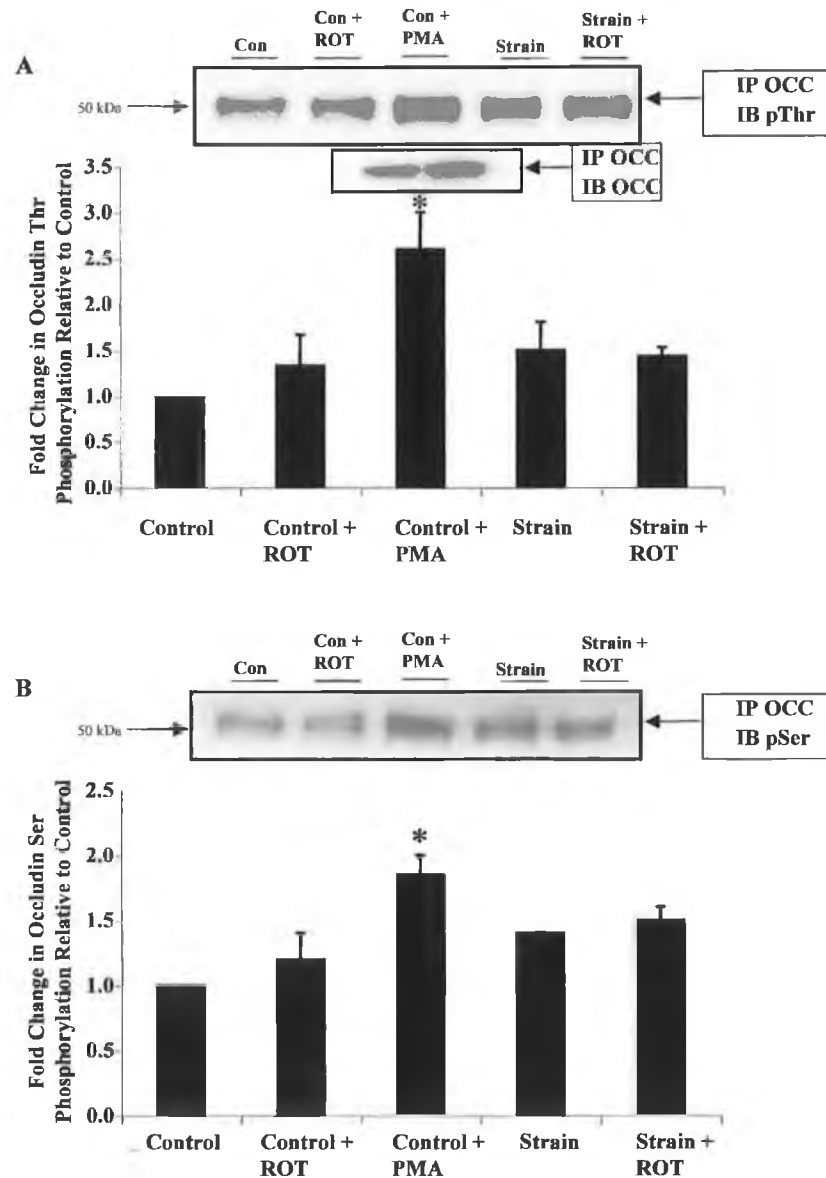 Con
Con +
ROT
Con +
PMA
Strain
Strain +
ROT
A
50 kDa
IP OCC
IB pThr
IP OCC
IB OCC
Fold Change in Occludin Thr
Phosphorylation Relative to Control
3.5
3.0
2.5
2.0
1.5
1.0
0.5
0.0
*
Control
Control +
ROT
Control +
PMA
Strain
Strain +
ROT
Con
Con +
ROT
Con +
PMA
Strain
Strain +
ROT
B
50 kDa
IP OCC
IB pSer
Fold Change in Occludin Ser
Phosphorylation Relative to Control
2.5
2.0
1.5
1.0
0.5
0.0
*
Control
Control +
ROT
Control +
PMA
Strain
Strain +
ROT